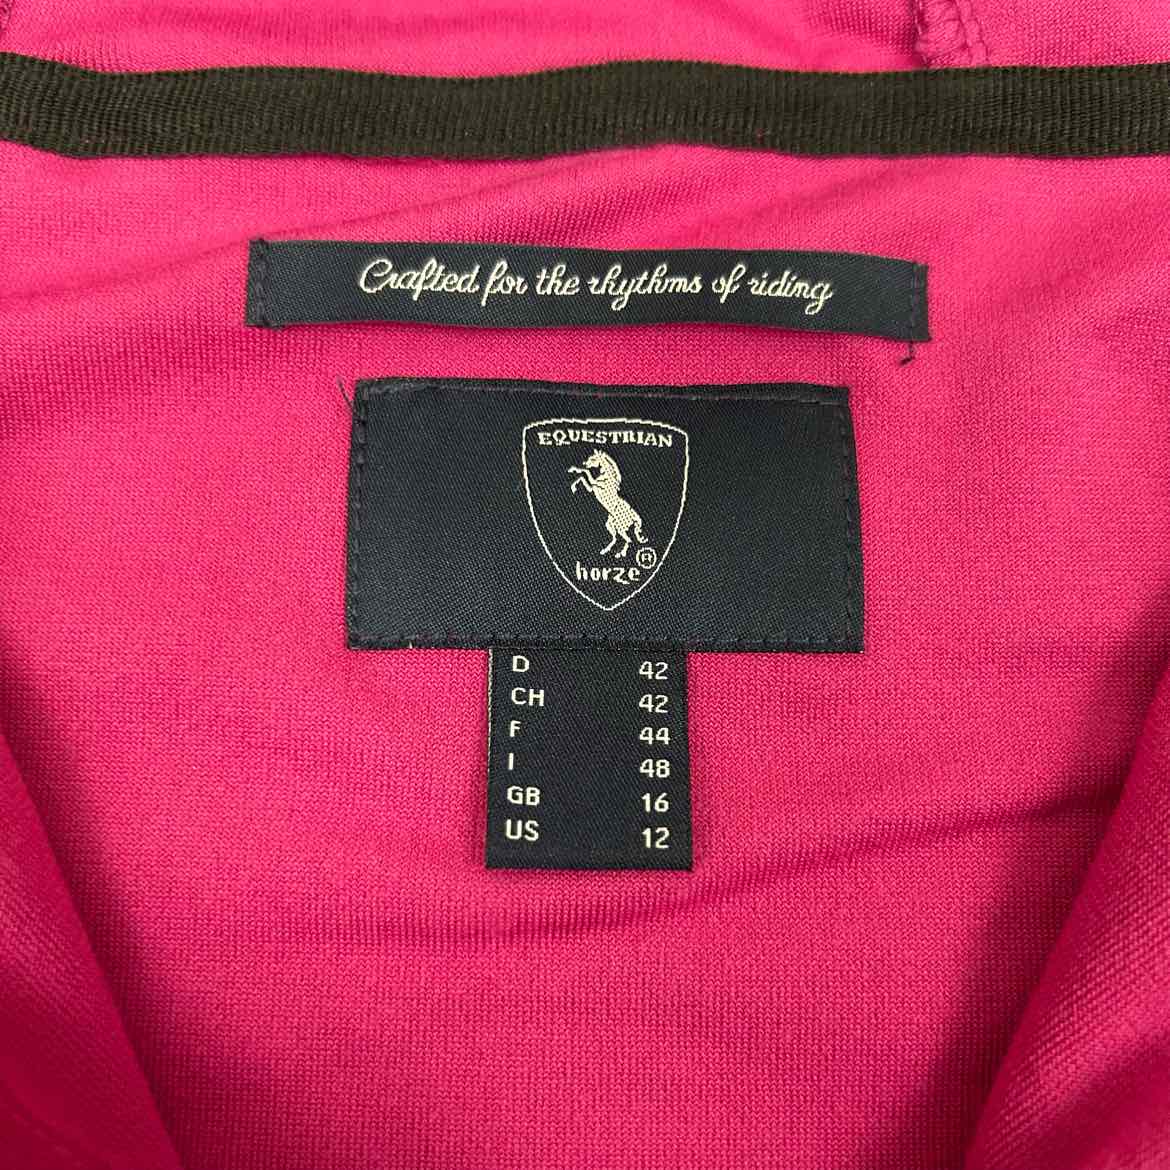 Crafted for the rhythms of riding
EQUESTRIAN
horze®
D 42
CH 42
F 44
I 48
GB 16
US 12